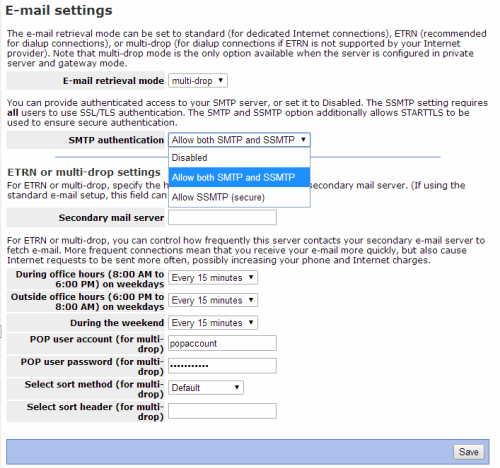 E-mail settings
The e-mail retrieval mode can be set to standard (for dedicated Internet connections), ETRN (recommended
for dialup connections), or multi-drop (for dialup connections if ETRN is not supported by your Internet
provider). Note that multi-drop mode is the only option available when the server is configured in private
server and gateway mode.
E-mail retrieval mode multi-drop
You can provide authenticated access to your SMTP server, or set it to Disabled. The SSMTP setting requires
all users to use SSL/TLS authentication. The SMTP and SSMTP option additionally allows STARTTLS to be
used to ensure secure authentication.
SMTP authentication Allow both SMTP and SSMTP
Disabled
Allow both SMTP and SSMTP
Allow SSMTP (secure)
ETRN or multi-drop settings
For ETRN or multi-drop, specify the h secondary mail server. (If using the
standard e-mail setup, this field can
Secondary mail server
For ETRN or multi-drop, you can control how frequently this server contacts your secondary e-mail server to
fetch e-mail. More frequent connections mean that you receive your e-mail more quickly, but also cause
Internet requests to be sent more often, possibly increasing your phone and Internet charges.
During office hours (8:00 AM to
6:00 PM) on weekdays Every 15 minutes
Outside office hours (6:00 PM to
8:00 AM) on weekdays Every 15 minutes
During the weekend Every 15 minutes
POP user account (for multi-
drop) popaccount
POP user password (for multi-
drop) •••••••••••
Select sort method (for multi-
drop) Default
Select sort header (for multi-
drop)
Save